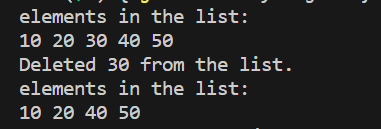 elements in the list:
10 20 30 40 50
Deleted 30 from the list.
elements in the list:
10 20 40 50